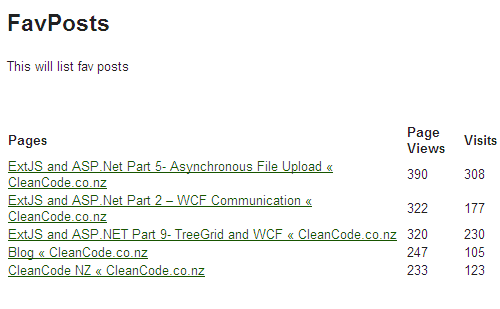 FavPosts
This will list fav posts
Pages Page Views Visits
ExtJS and ASP.Net Part 5- Asynchronous File Upload «
CleanCode.co.nz 390 308
ExtJS and ASP.Net Part 2 – WCF Communication «
CleanCode.co.nz 322 177
ExtJS and ASP.NET Part 9- TreeGrid and WCF « CleanCode.co.nz 320 230
Blog « CleanCode.co.nz 247 105
CleanCode NZ « CleanCode.co.nz 233 123